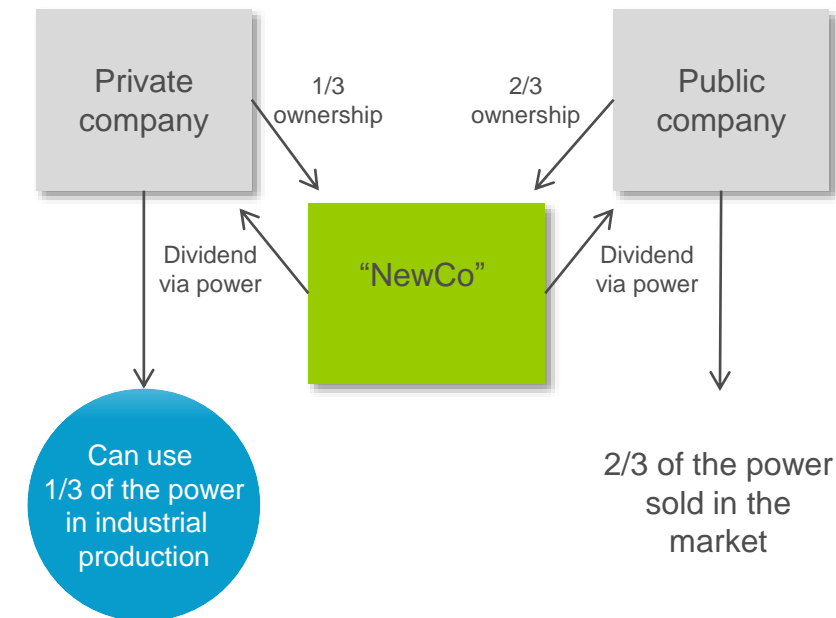 Private
company
1/3
ownership
2/3
ownership
Public
company
Dividend
via power
“NewCo”
Dividend
via power
Can use
1/3 of the power
in industrial
production
2/3 of the power
sold in the
market